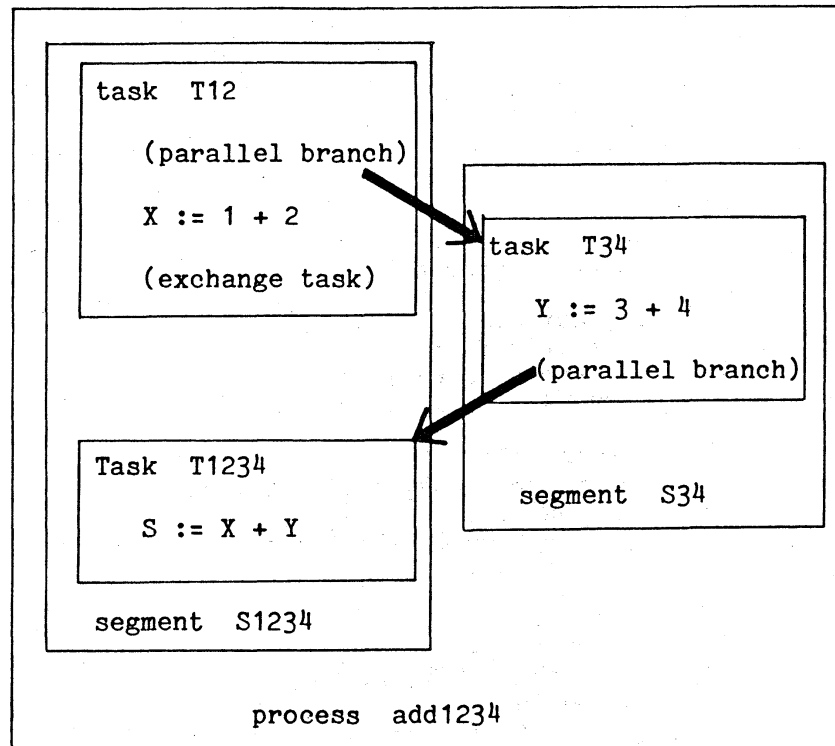 task T12
(parallel branch)
X := 1 + 2
(exchange task)
task T34
Y := 3 + 4
(parallel branch)
segment S34
Task T1234
S := X + Y
segment S1234
process add1234